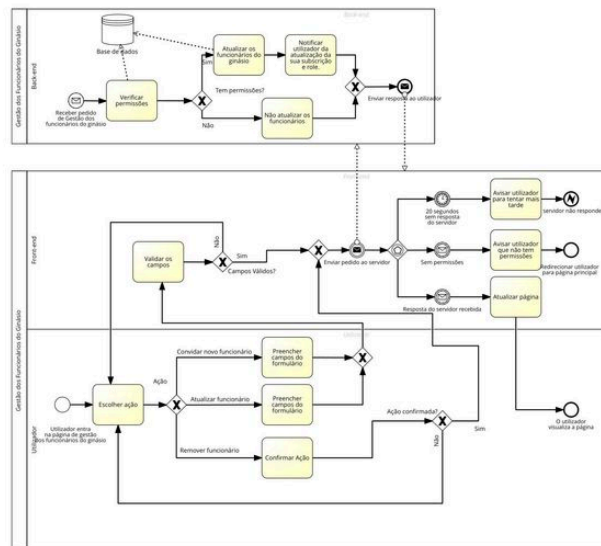 Back-end
Gestão dos Funcionários do Ginásio
Back-end
Base de dados
Atualizar os
funcionários do
ginásio
Notificar
utilizador da
atualização da
sua subscrição
e role.
Sim
Verificar
permissões
Tem permissões?
Enviar resposta ao utilizador
Receber pedido
de Gestão dos
funcionários do ginásio
Não
Não atualizar os
funcionários
Gestão dos Funcionários do Ginásio
Front-end
Avisar utilizador
para tentar mais
tarde
20 segundos
sem resposta
do servidor
servidor não responde
Validar os
campos
Não
Sim
Campos Válidos?
Enviar pedido ao servidor
Sem permissões
Avisar utilizador
que não tem
permissões
Redirecionar utilizador
para página principal
Resposta do servidor recebida
Atualizar página
Utilizador
Convidar novo funcionário
Preencher
campos do
formulário
Ação
Escolher ação
Atualizar funcionário
Preencher
campos do
formulário
Ação confirmada?
Sim
Não
Utilizador entra
na página de gestão
dos funcionários do ginásio
Remover funcionário
Confirmar Ação
O utilizador
visualiza a página